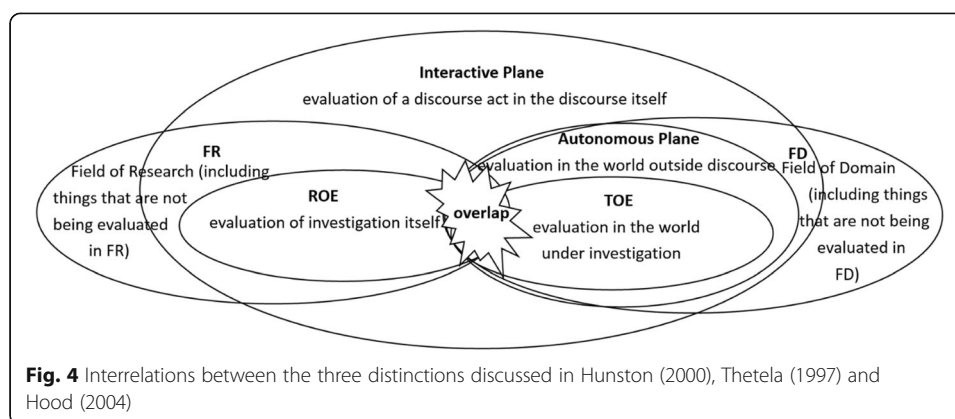 Interactive Plane
evaluation of a discourse act in the discourse itself
FR
Field of Research (including
things that are not
being evaluated
in FR)
ROE
evaluation of investigation itself
overlap
Autonomous Plane
evaluation in the world outside discourse
TOE
evaluation in the world
under investigation
FD
Field of Domain
(including things
that are not being
evaluated in
FD)
Fig. 4 Interrelations between the three distinctions discussed in Hunston (2000), Thetela (1997) and
Hood (2004)